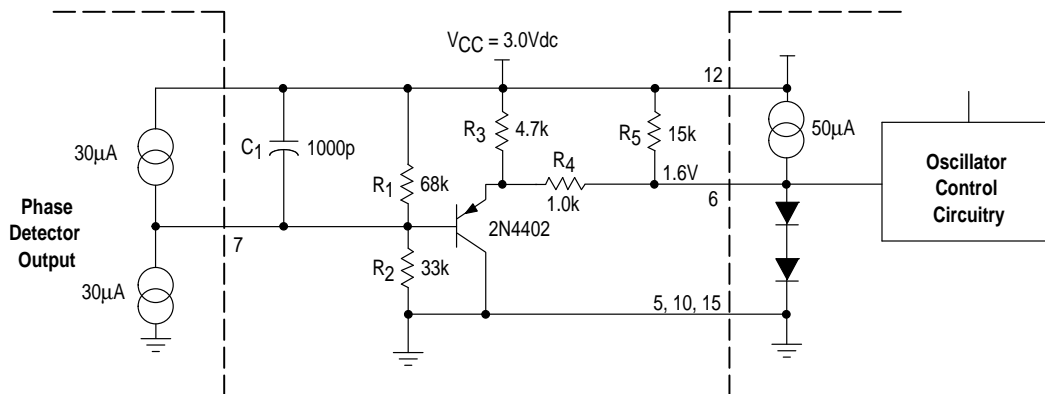 VCC = 3.0Vdc
12
30µA
C1 1000p
R1 68k
R3 4.7k
R5 15k
50µA
R4
1.0k
1.6V
6
Oscillator
Control
Circuitry
Phase
Detector
Output
7
2N4402
30µA
R2 33k
5, 10, 15